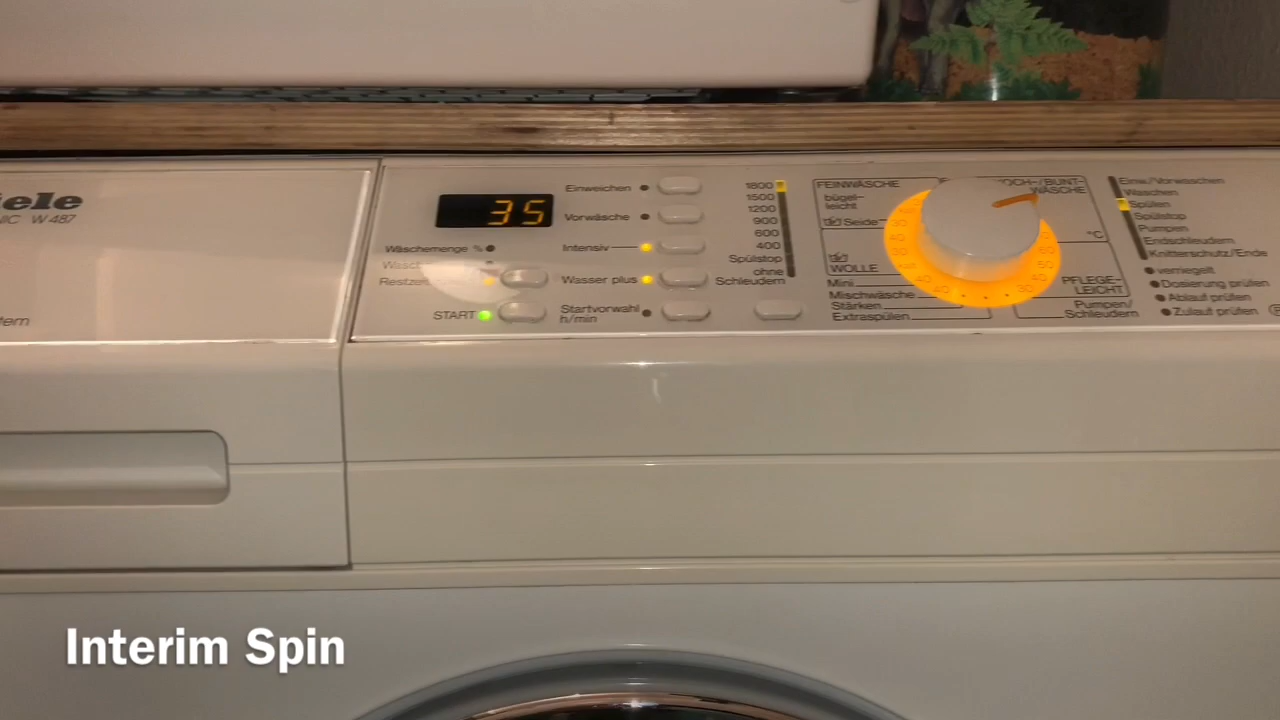 iele
NIC W 487
35
Wäschemenge %
Restzeit
START
Einweichen
Vorwäsche
Intensiv
Wasser plus
Startvorwahl
h/min
1800
1500
1200
900
600
400
Spülstop
ohne
Schleudern
FEINWÄSCHE
bügel-
leicht
Seide
WOLLE
Mini
Mischwäsche
Stärken
Extraspülen
KOCH-/BUNT-
WÄSCHE
°C
PFLEGE-
LEICHT
Pumpen/
Schleudern
Einw./Vorwaschen
Waschen
Spülen
Spülstop
Pumpen
Endschleudern
Knitterschutz/Ende
verriegelt
Dosierung prüfen
Ablauf prüfen
Zulauf prüfen
Interim Spin